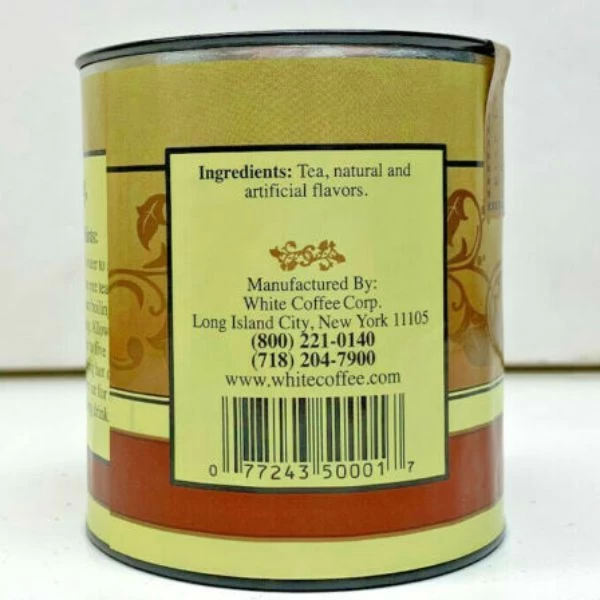 Ingredients: Tea, natural and
artificial flavors.
Manufactured By:
White Coffee Corp.
Long Island City, New York 11105
(800) 221-0140
(718) 204-7900
www.whitecoffee.com
0 77243 50001 7